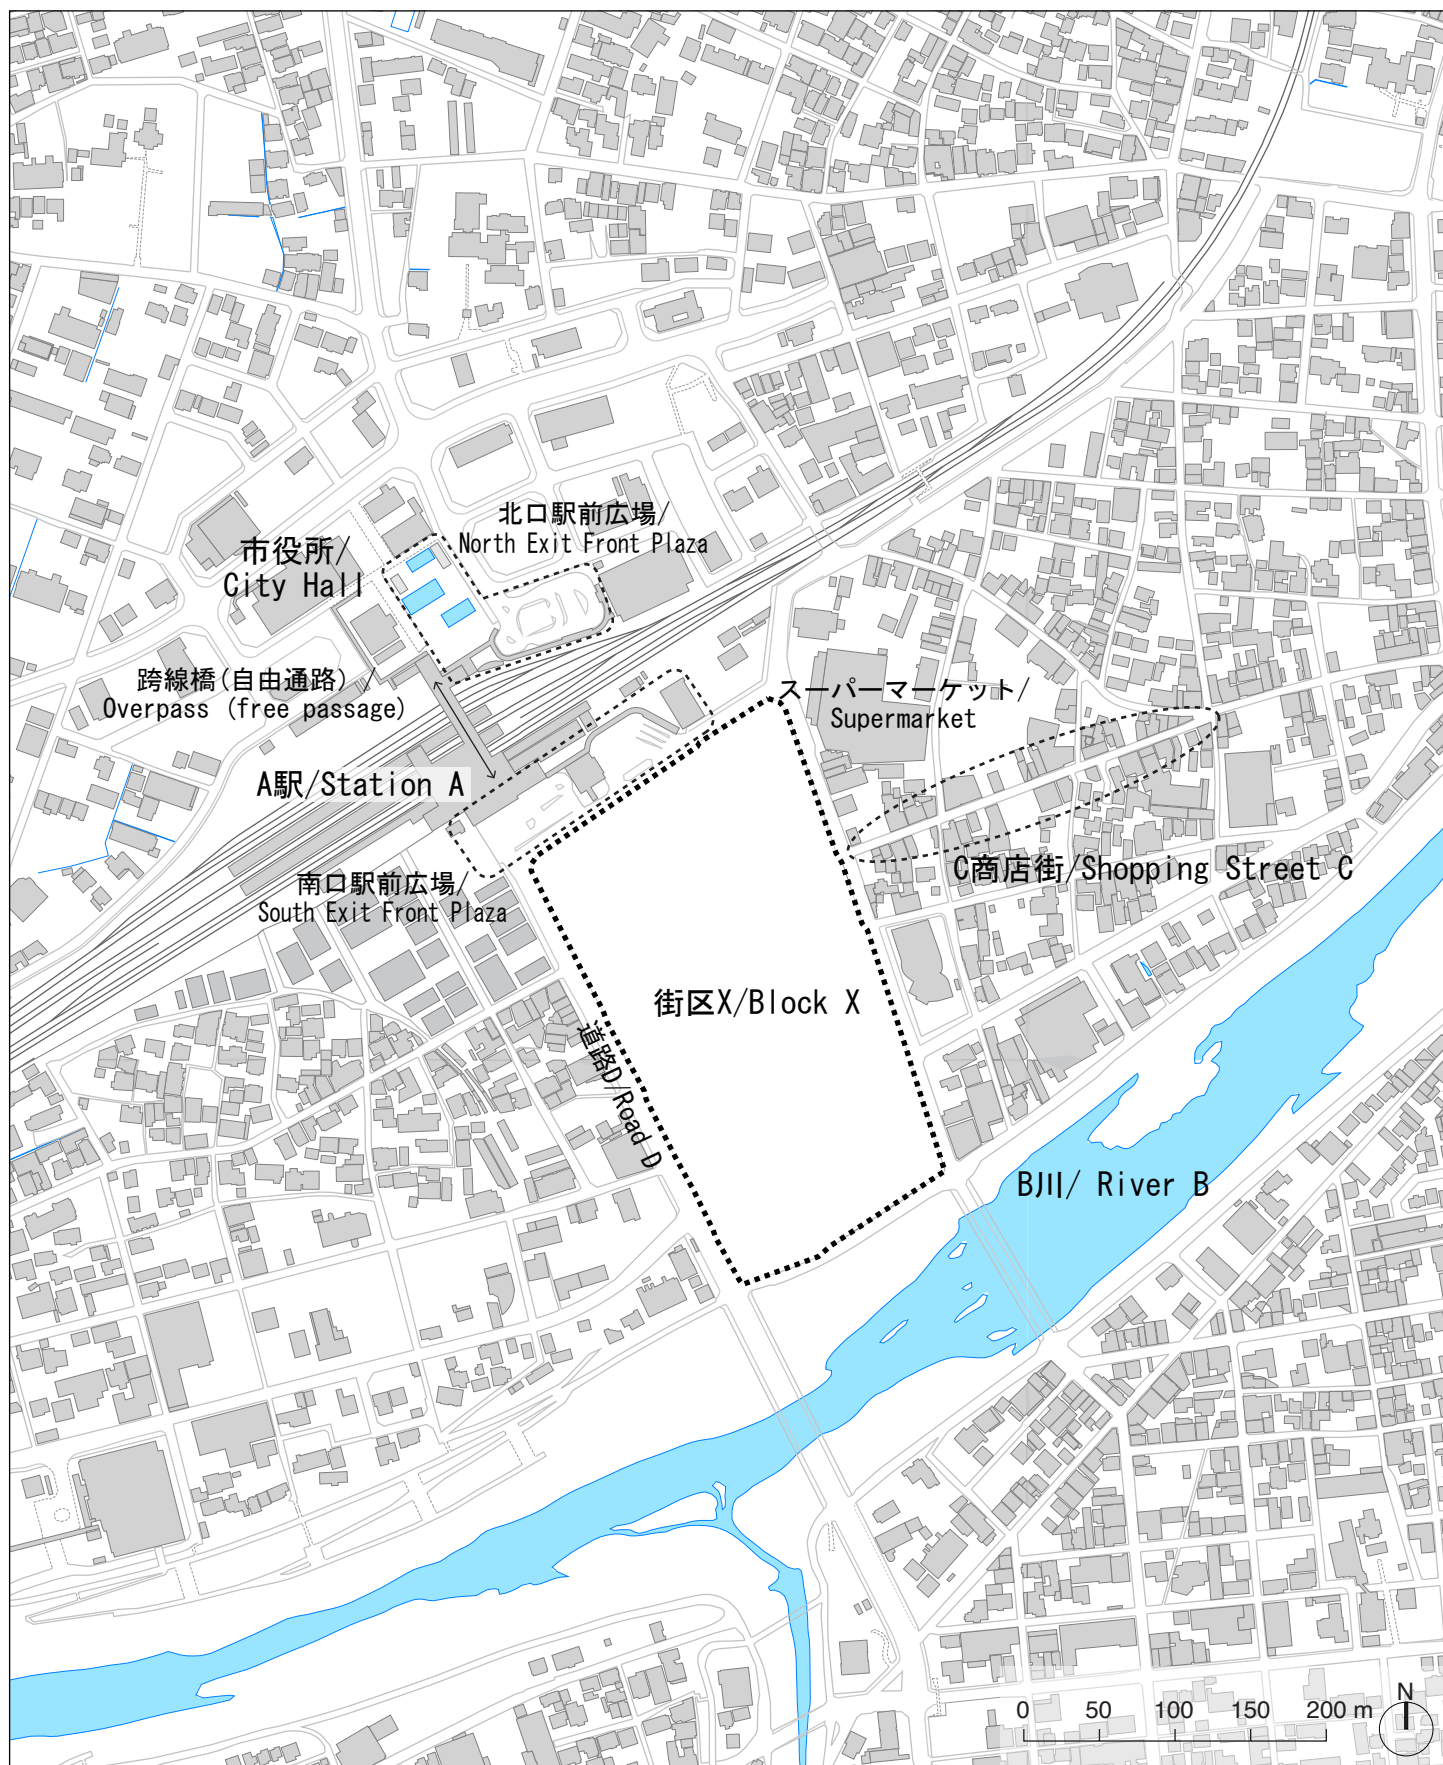 北口駅前広場/
North Exit Front Plaza
市役所/
City Hall
跨線橋(自由通路) /
Overpass (free passage)
スーパーマーケット/
Supermarket
A駅/Station A
C商店街/Shopping Street C
南口駅前広場/
South Exit Front Plaza
街区X/Block X
道路D/Road D
B川/ River B
0 50 100 150 200 m
N